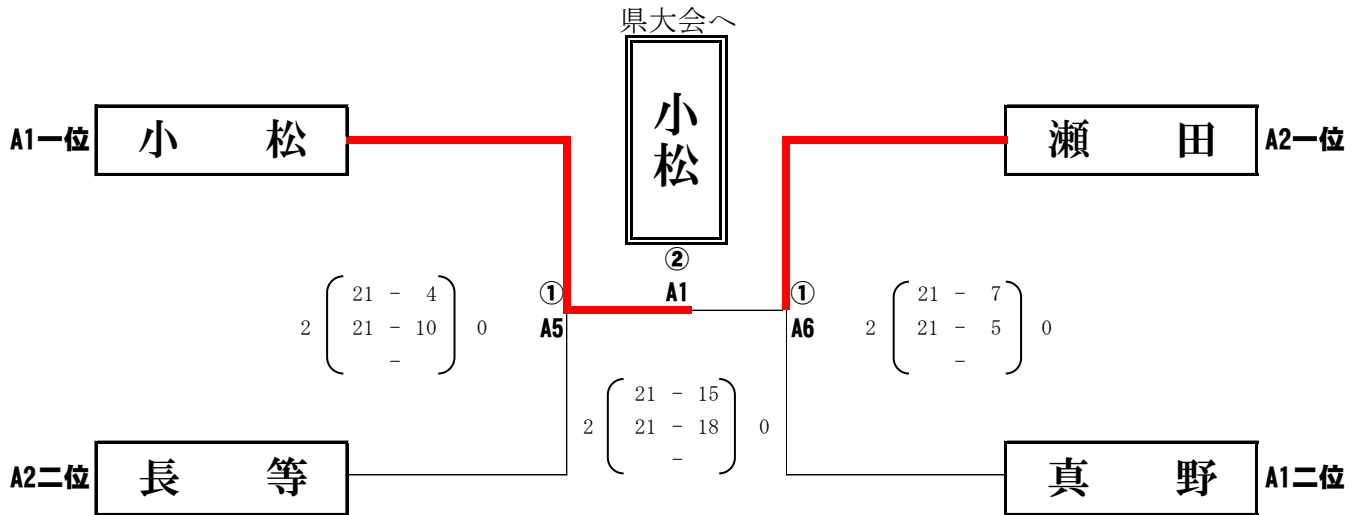 県大会へ
小松
A1一位 小 松
瀬 田 A2一位
②
A1
① A5
① A6
2 21 - 4 0
21 - 10
-
2 21 - 7 0
21 - 5
-
2 21 - 15 0
21 - 18
-
A2二位 長 等
真 野 A1二位